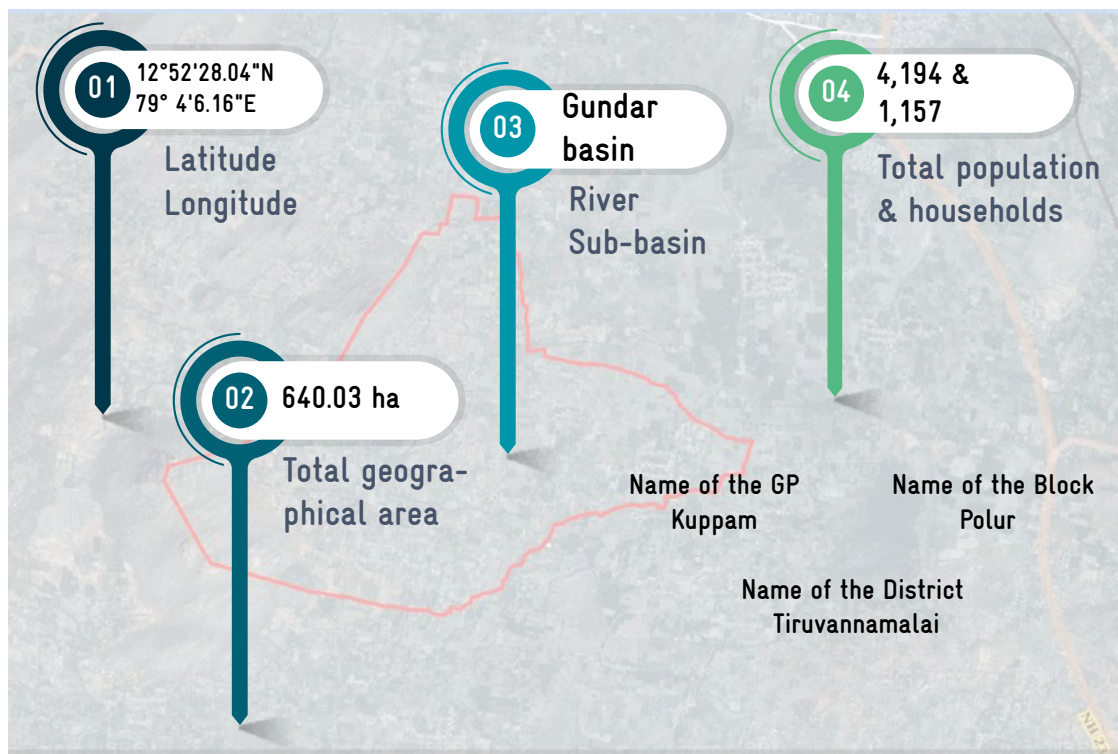 01
12°52'28.04"N
79° 4'6.16"E
Latitude
Longitude
02
640.03 ha
Total geogra-
phical area
03
Gundar
basin
River
Sub-basin
04
4,194 &
1,157
Total population
& households
Name of the GP
Kuppam
Name of the Block
Polur
Name of the District
Tiruvannamalai